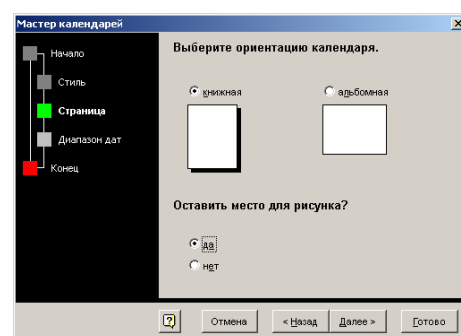 Мастер календарей
Начало
Стиль
Страница
Диапазон дат
Конец
Выберите ориентацию календаря.
книжная альбомная
Оставить место для рисунка?
да
нет
Отмена < Назад Далее > Готово